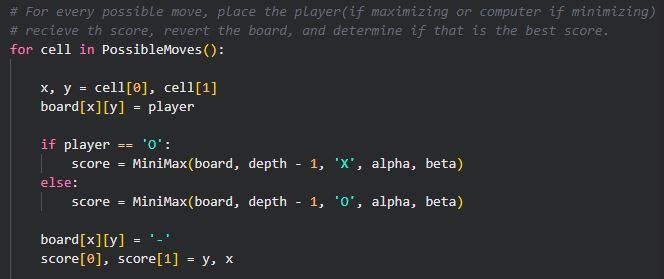 # For every possible move, place the player(if maximizing or computer if minimizing)
# recieve th score, revert the board, and determine if that is the best score.
for cell in PossibleMoves():
x, y = cell[0], cell[1]
board[x][y] = player
if player == 'O':
score = MiniMax(board, depth - 1, 'X', alpha, beta)
else:
score = MiniMax(board, depth - 1, 'O', alpha, beta)
board[x][y] = '-'
score[0], score[1] = y, x